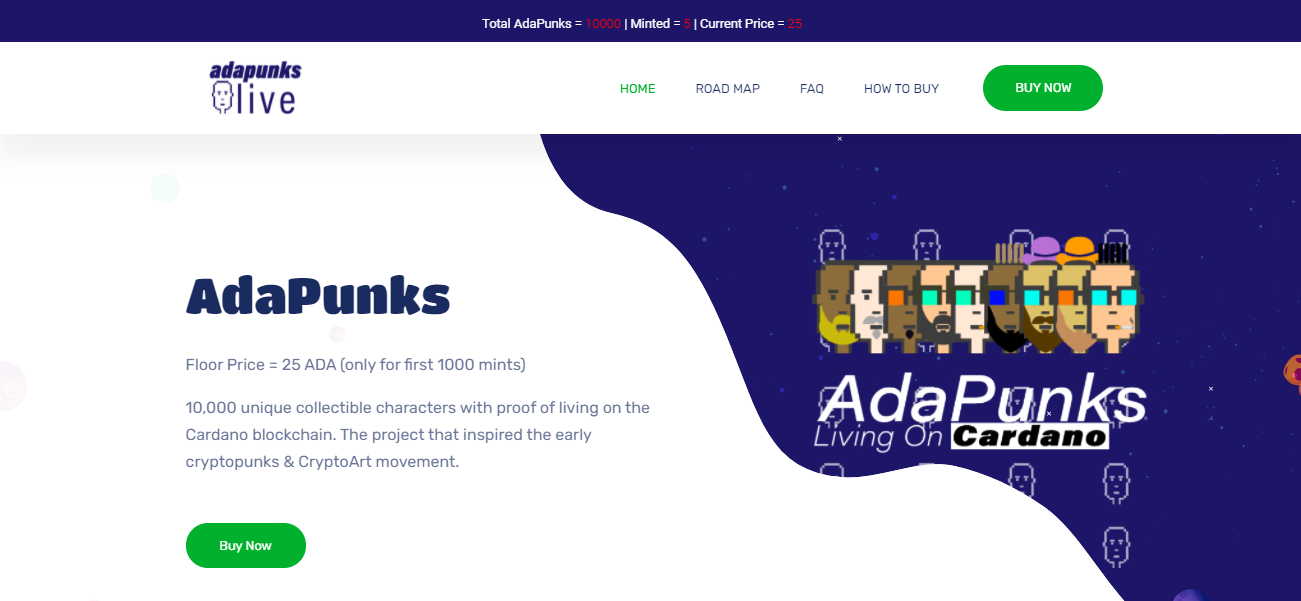 Total AdaPunks = 10000 | Minted = 5 | Current Price = 25
adapunks
live
HOME
ROAD MAP
FAQ
HOW TO BUY
BUY NOW
AdaPunks
Floor Price = 25 ADA (only for first 1000 mints)
10,000 unique collectible characters with proof of living on the
Cardano blockchain. The project that inspired the early
cryptopunks & CryptoArt movement.
Buy Now
AdaPunks
Living On Cardano